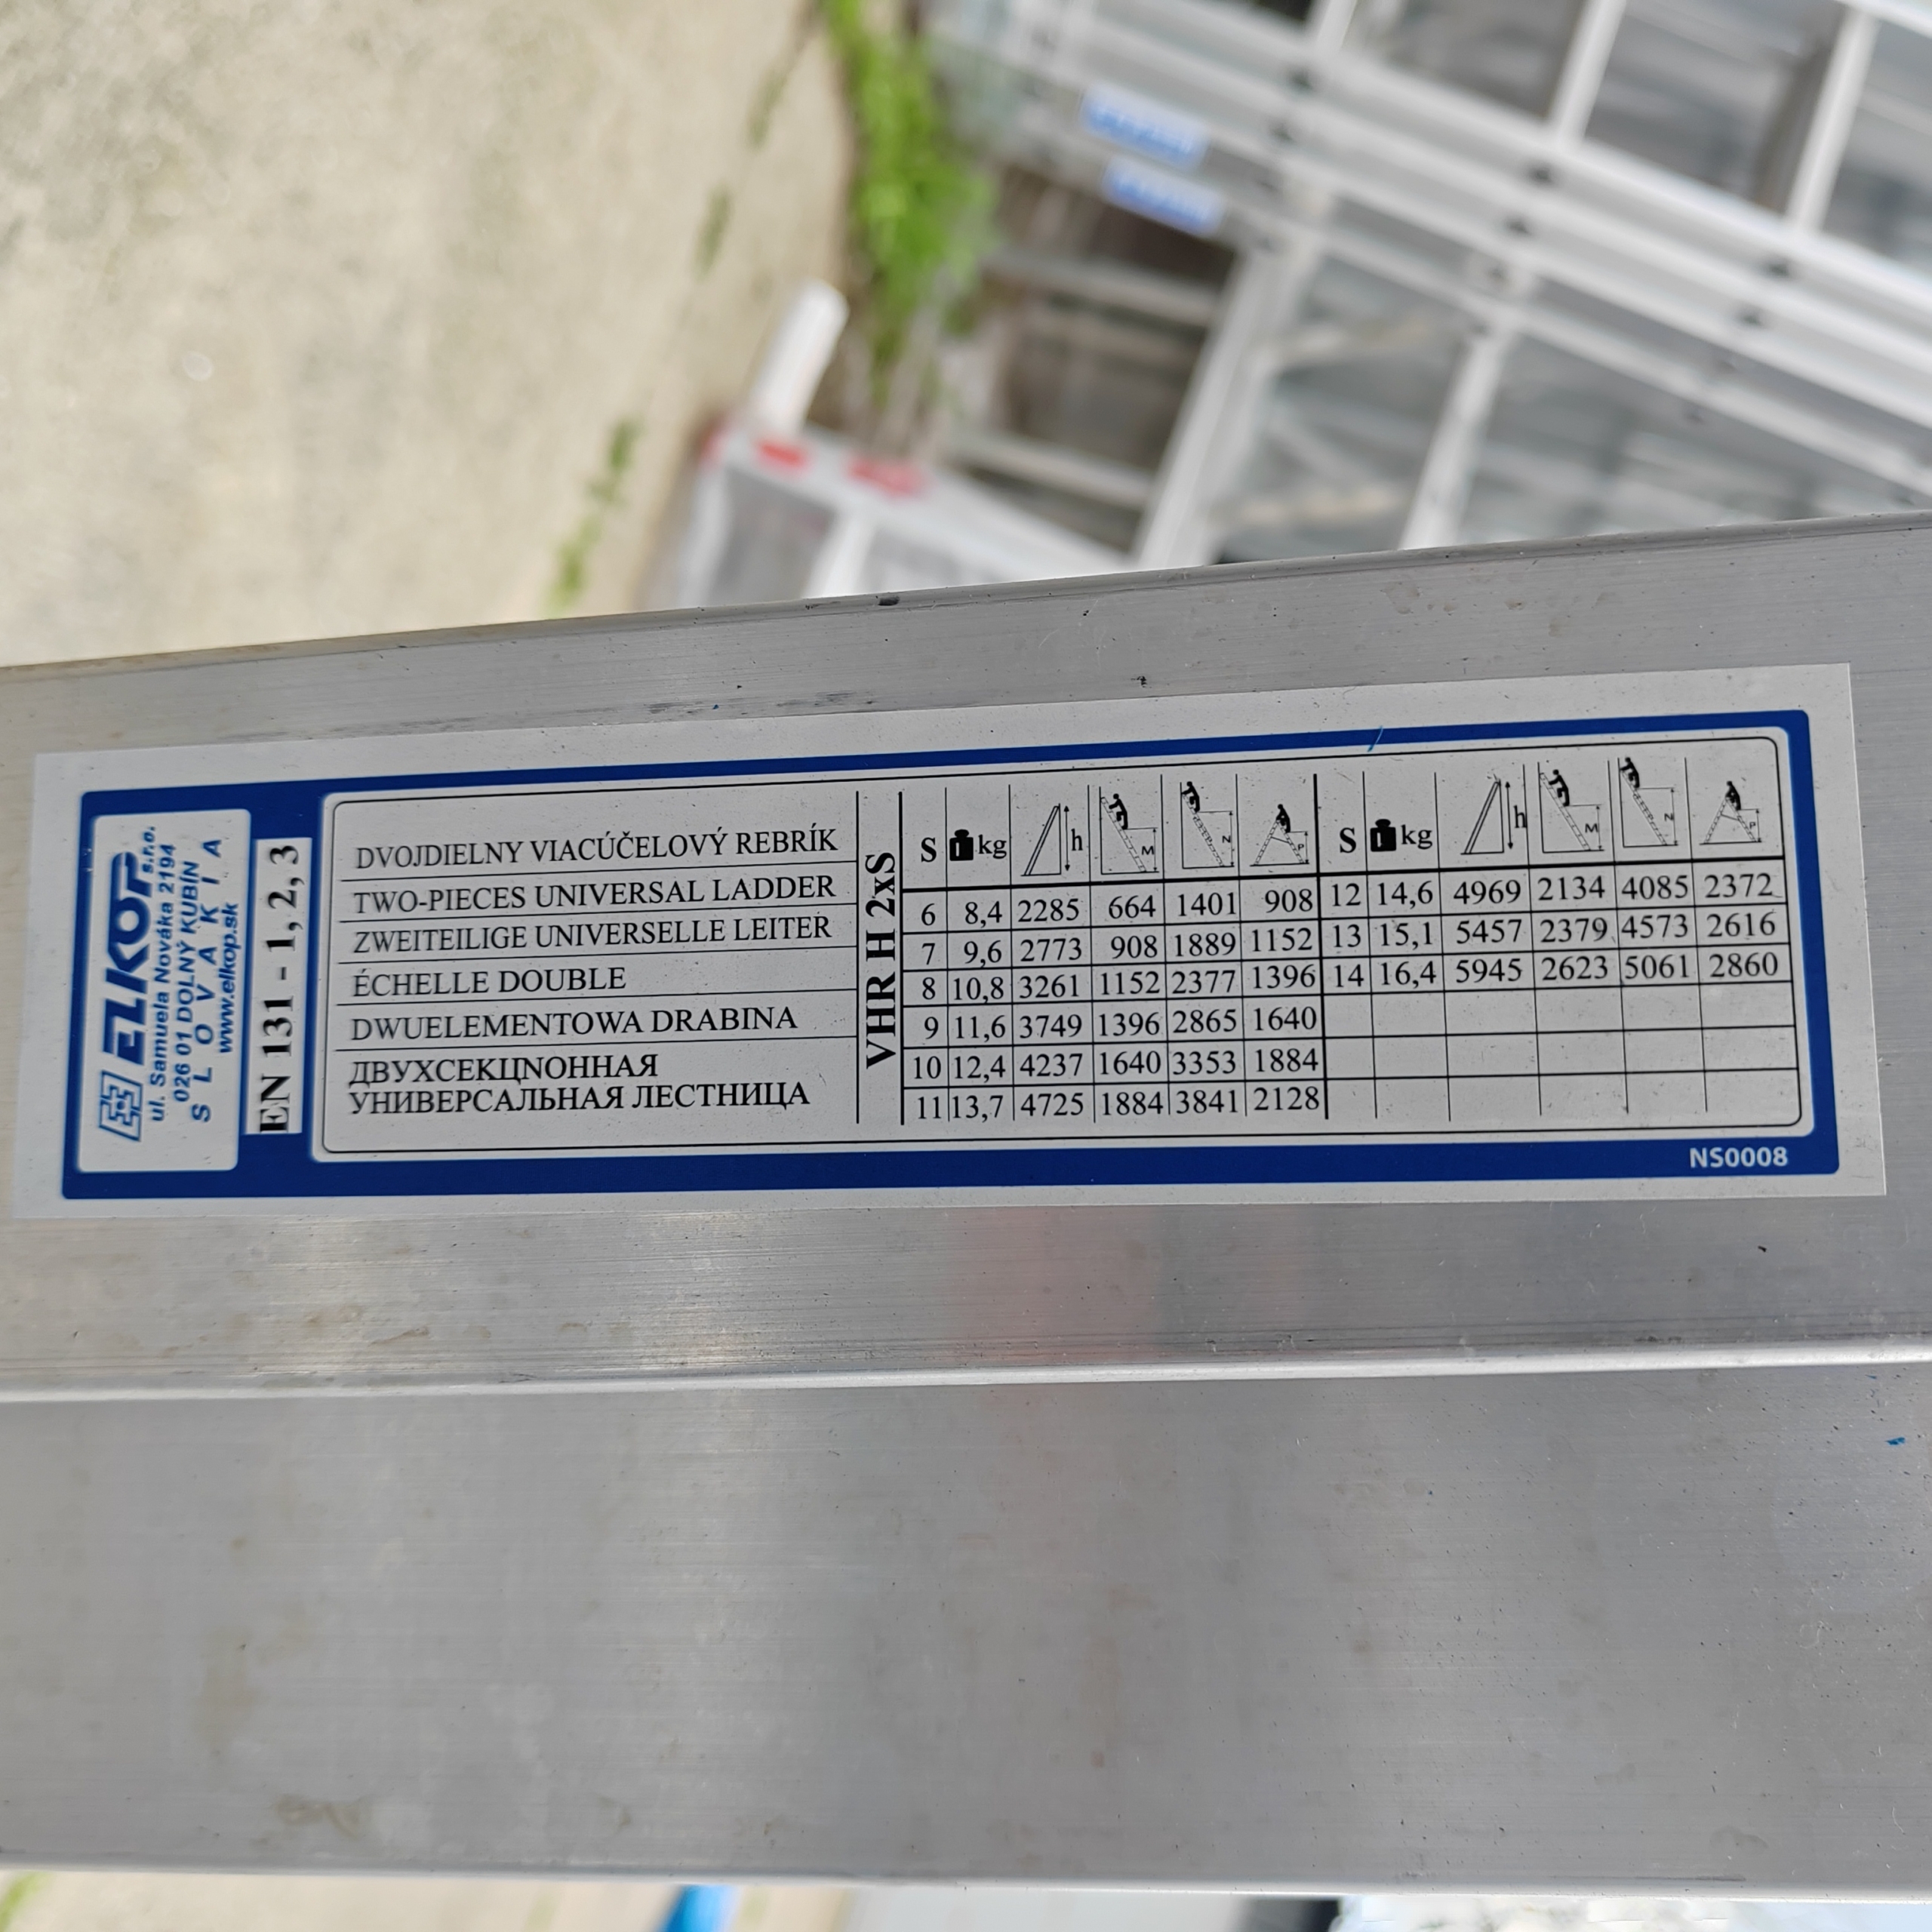 ELKOP s.r.o.
ul. Samuela Nováka 2194
026 01 DOLNÝ KUBÍN
S L O V A K I A
www.elkop.sk
EN 131 - 1, 2, 3
DVOJDIELNY VIACÚČELOVÝ REBRÍK
TWO-PIECES UNIVERSAL LADDER
ZWEITEILIGE UNIVERSELLE LEITER
ÉCHELLE DOUBLE
DWUELEMENTOWA DRABINA
ДВУХСЕКЦNОННАЯ
УНИВЕРСАЛЬНАЯ ЛЕСТНИЦА
VHR H 2xS
S kg h M N P S kg h M N P
6 8,4 2285 664 1401 908 12 14,6 4969 2134 4085 2372
7 9,6 2773 908 1889 1152 13 15,1 5457 2379 4573 2616
8 10,8 3261 1152 2377 1396 14 16,4 5945 2623 5061 2860
9 11,6 3749 1396 2865 1640
10 12,4 4237 1640 3353 1884
11 13,7 4725 1884 3841 2128
NS0008